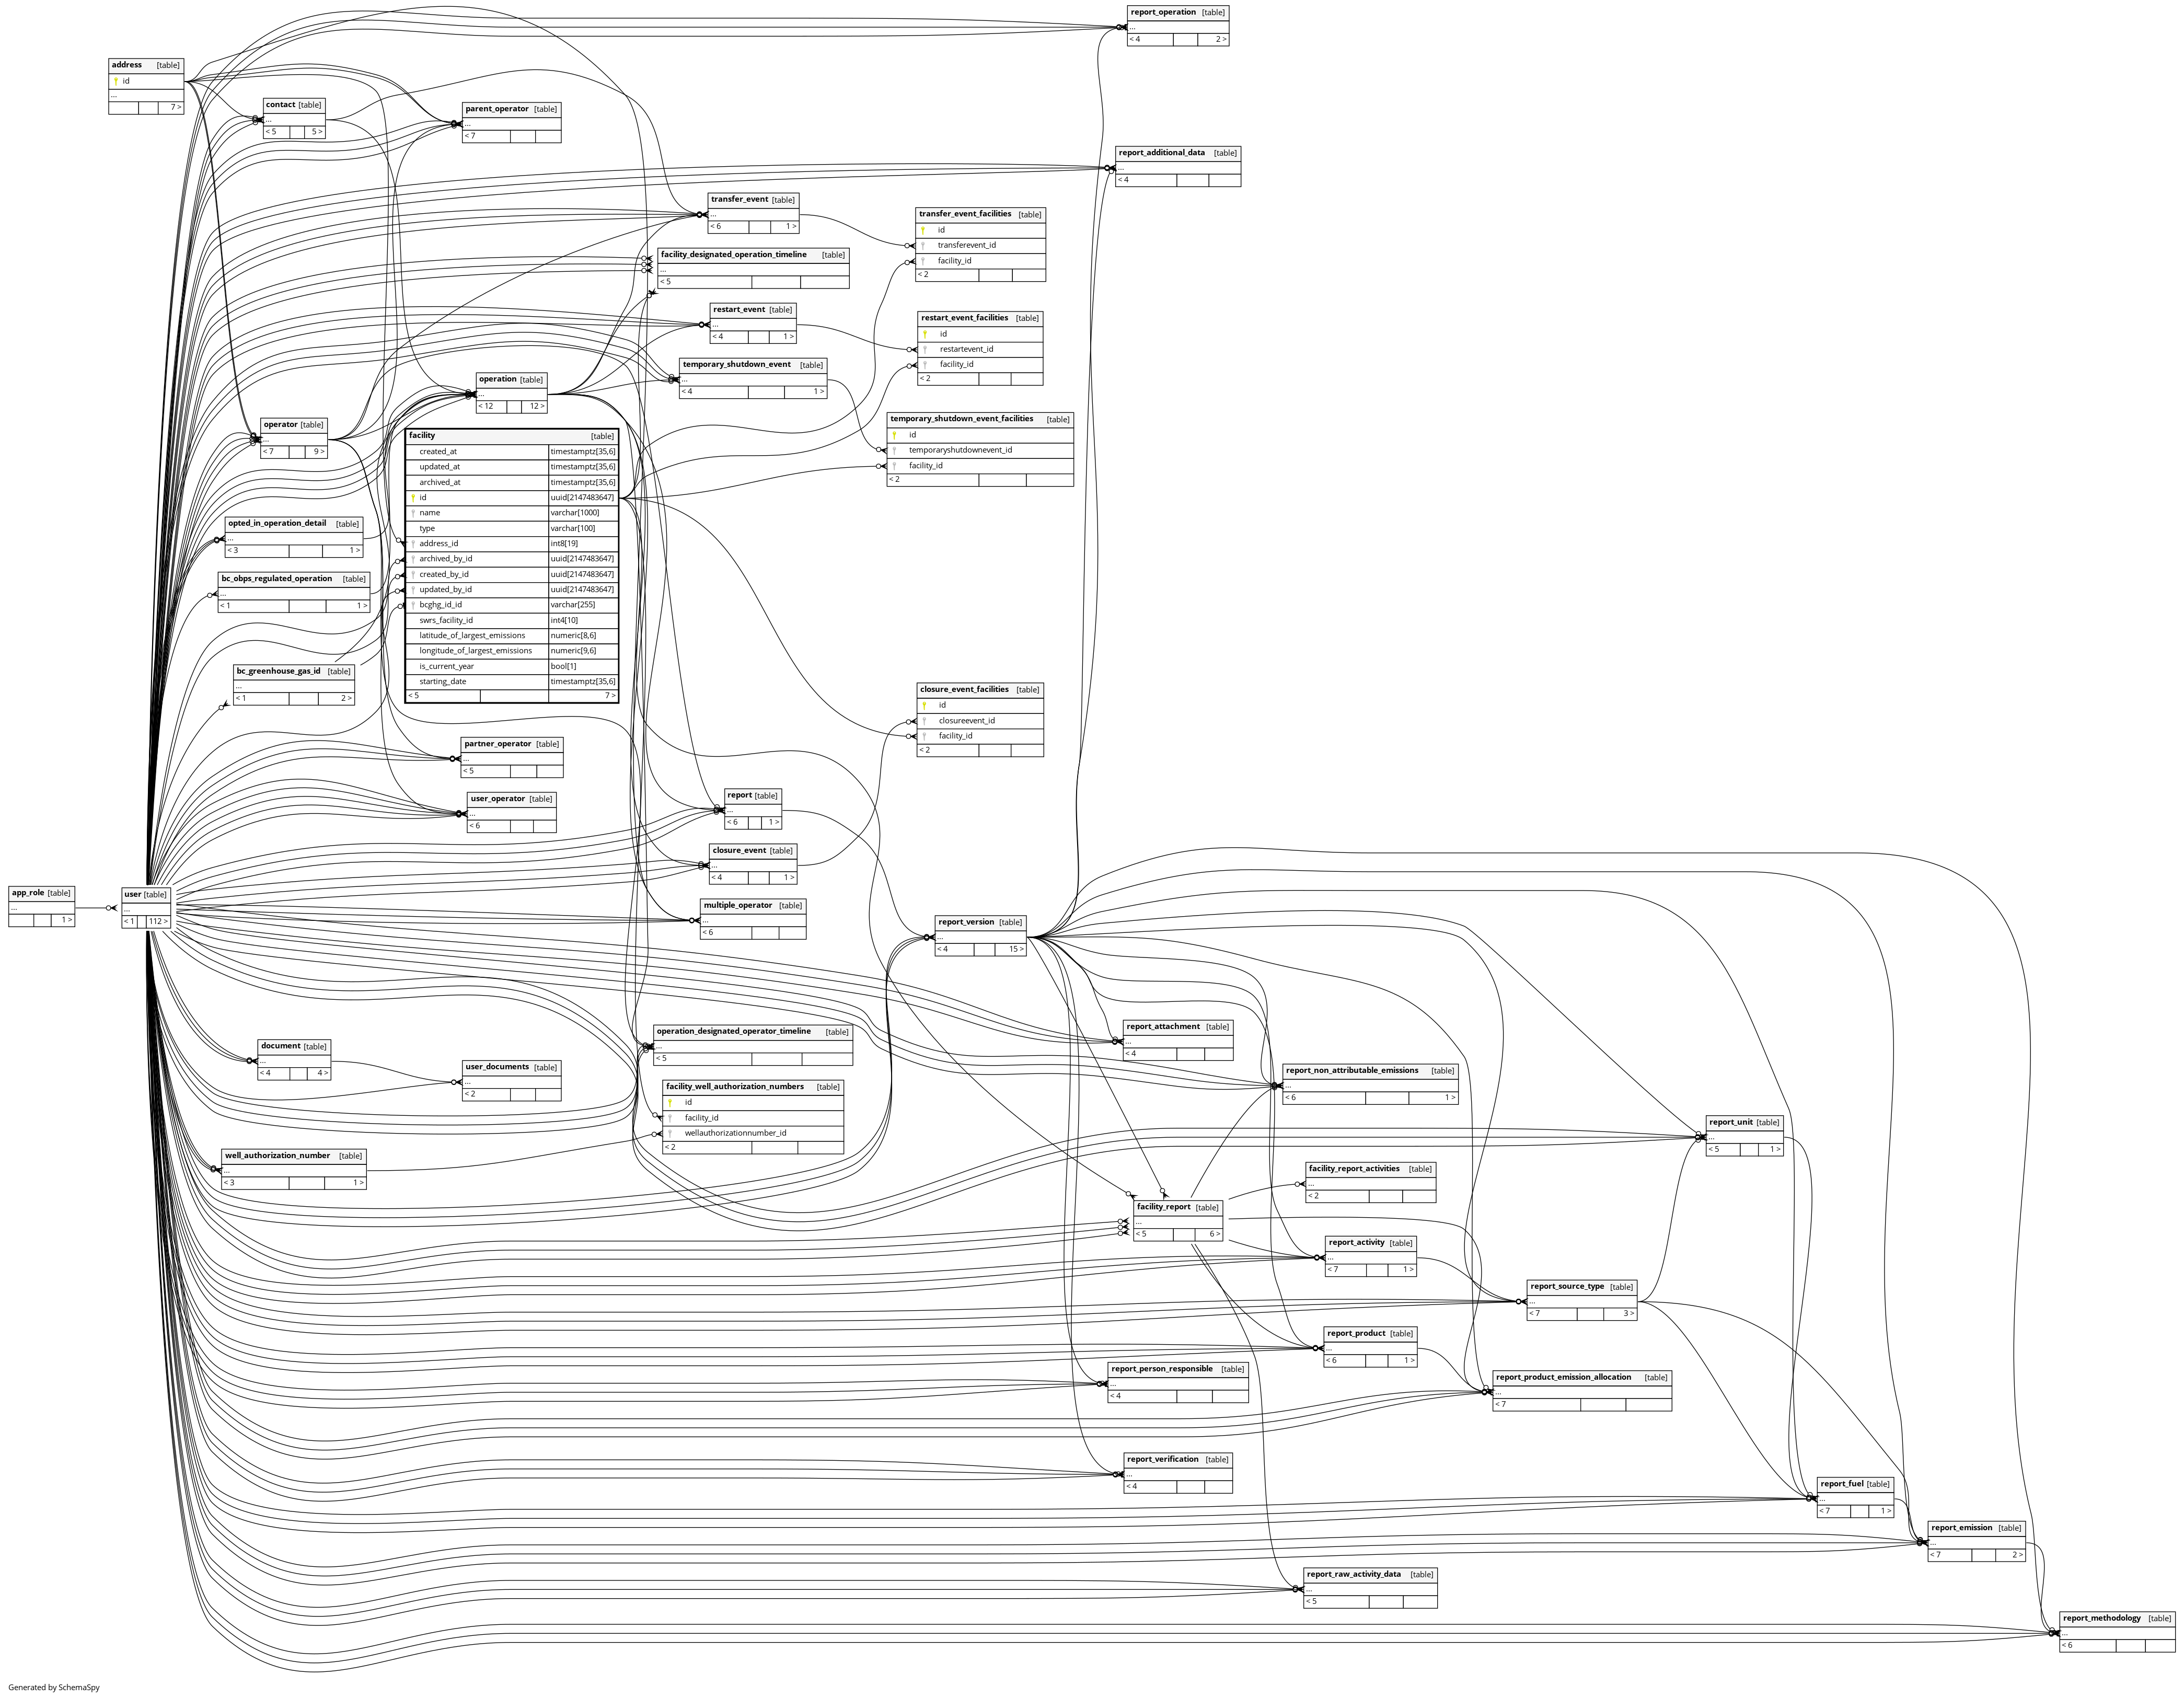 report_operation [table]
...
< 4 2 >
address [table]
id
...
7 >
contact [table]
...
< 5 5 >
parent_operator [table]
...
< 7
report_additional_data [table]
...
< 4
transfer_event [table]
...
< 6 1 >
transfer_event_facilities [table]
id
transferevent_id
facility_id
< 2
facility_designated_operation_timeline [table]
...
< 5
restart_event [table]
...
< 4 1 >
restart_event_facilities [table]
id
restartevent_id
facility_id
< 2
temporary_shutdown_event [table]
...
< 4 1 >
operation [table]
...
< 12 12 >
temporary_shutdown_event_facilities [table]
id
temporaryshutdownevent_id
facility_id
< 2
operator [table]
...
< 7 9 >
facility [table]
created_at timestamptz[35,6]
updated_at timestamptz[35,6]
archived_at timestamptz[35,6]
id uuid[2147483647]
name varchar[1000]
type varchar[100]
address_id int8[19]
archived_by_id uuid[2147483647]
created_by_id uuid[2147483647]
updated_by_id uuid[2147483647]
bcghg_id_id varchar[255]
swrs_facility_id int4[10]
latitude_of_largest_emissions numeric[8,6]
longitude_of_largest_emissions numeric[9,6]
is_current_year bool[1]
starting_date timestamptz[35,6]
< 5 7 >
opted_in_operation_detail [table]
...
< 3 1 >
bc_obps_regulated_operation [table]
...
< 1 1 >
bc_greenhouse_gas_id [table]
...
< 1 2 >
closure_event_facilities [table]
id
closureevent_id
facility_id
< 2
partner_operator [table]
...
< 5
user_operator [table]
...
< 6
report [table]
...
< 6 1 >
closure_event [table]
...
< 4 1 >
app_role [table]
...
1 >
user [table]
...
< 1 112 >
multiple_operator [table]
...
< 6
report_version [table]
...
< 4 15 >
report_attachment [table]
...
< 4
operation_designated_operator_timeline [table]
...
< 5
document [table]
...
< 4 4 >
user_documents [table]
...
< 2
report_non_attributable_emissions [table]
...
< 6 1 >
facility_well_authorization_numbers [table]
id
facility_id
wellauthorizationnumber_id
< 2
report_unit [table]
...
< 5 1 >
well_authorization_number [table]
...
< 3 1 >
facility_report_activities [table]
...
< 2
facility_report [table]
...
< 5 6 >
report_activity [table]
...
< 7 1 >
report_source_type [table]
...
< 7 3 >
report_product [table]
...
< 6 1 >
report_person_responsible [table]
...
< 4
report_product_emission_allocation [table]
...
< 7
report_verification [table]
...
< 4
report_fuel [table]
...
< 7 1 >
report_emission [table]
...
< 7 2 >
report_raw_activity_data [table]
...
< 5
report_methodology [table]
...
< 6
Generated by SchemaSpy